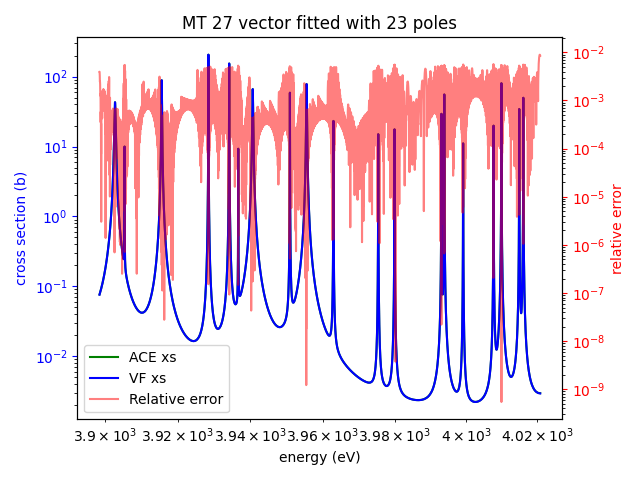 MT 27 vector fitted with 23 poles
10²
10¹
10⁰
10⁻¹
10⁻²
cross section (b)
10⁻²
10⁻³
10⁻⁴
10⁻⁵
10⁻⁶
10⁻⁷
10⁻⁸
10⁻⁹
relative error
ACE xs
VF xs
Relative error
3.9 × 10³ 3.92 × 10³ 3.94 × 10³ 3.96 × 10³ 3.98 × 10³ 4 × 10³ 4.02 × 10³
energy (eV)